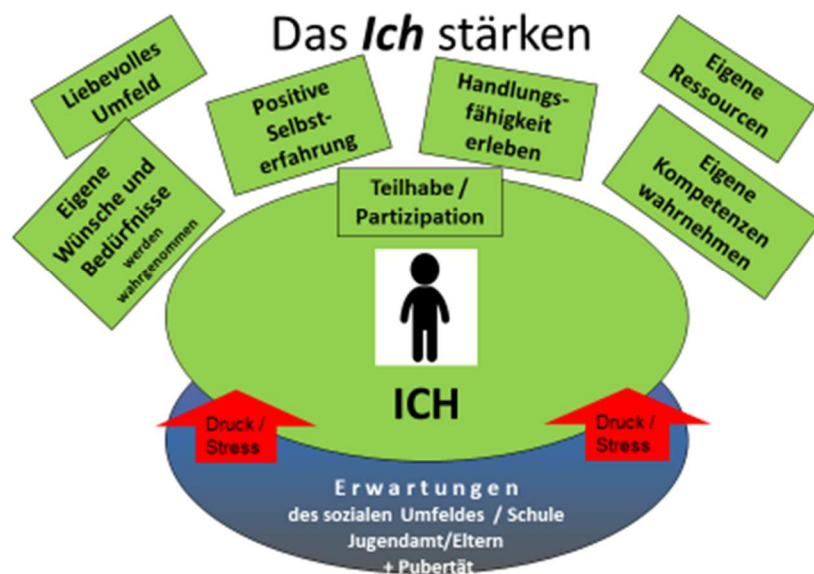 Das Ich stärken
Liebevolles
Umfeld
Positive
Selbst-
erfahrung
Handlungs-
fähigkeit
erleben
Eigene
Ressourcen
Eigene
Wünsche und
Bedürfnisse
werden
wahrgenommen
Teilhabe /
Partizipation
Eigene
Kompetenzen
wahrnehmen
ICH
Druck /
Stress
Druck /
Stress
Erwartungen
des sozialen Umfeldes / Schule
Jugendamt/Eltern
+ Pubertät